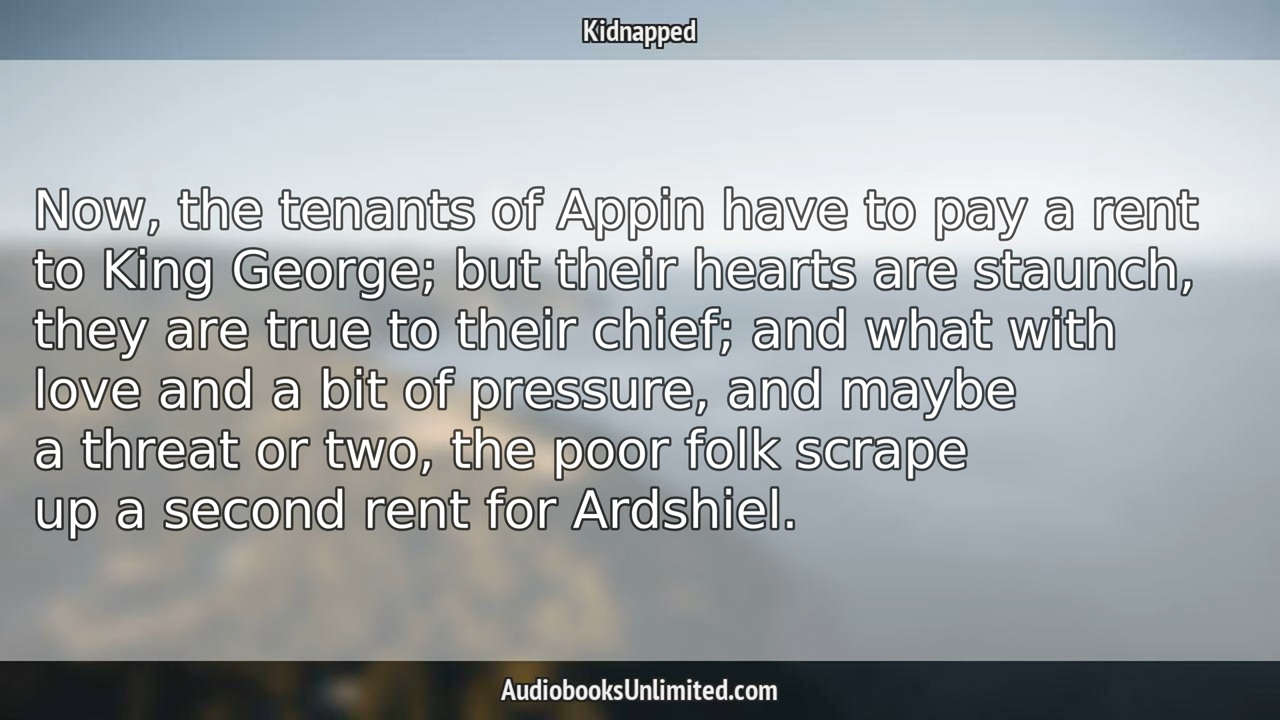 Kidnapped
Now, the tenants of Appin have to pay a rent
to King George; but their hearts are staunch,
they are true to their chief; and what with
love and a bit of pressure, and maybe
a threat or two, the poor folk scrape
up a second rent for Ardshiel.
AudiobooksUnlimited.com